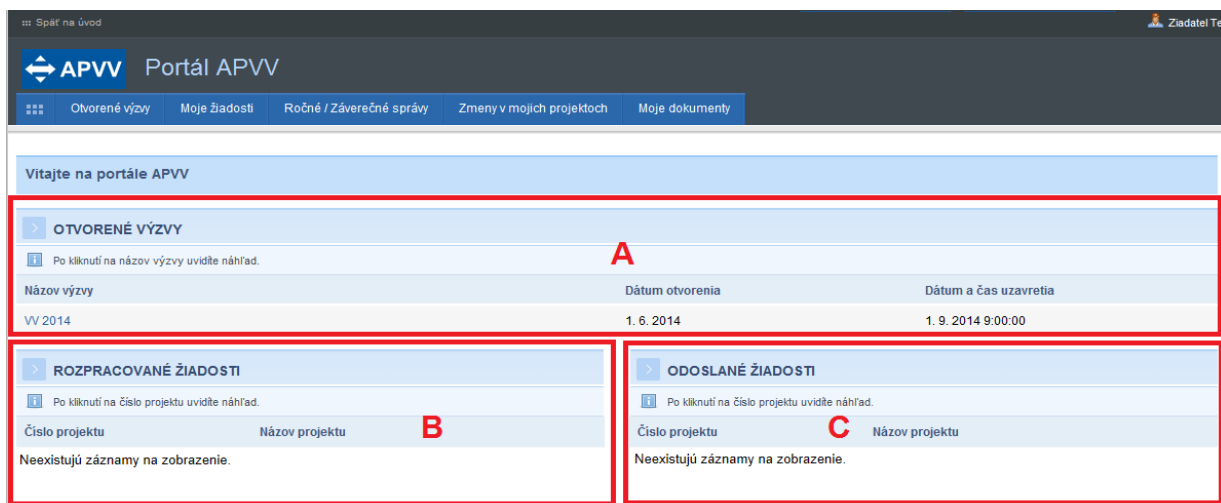 Späť na úvod
Ziadatel Te
APVV Portál APVV
Otvorené výzvy Moje žiadosti Ročné / Záverečné správy Zmeny v mojich projektoch Moje dokumenty
Vitajte na portále APVV
OTVORENÉ VÝZVY
A
Po kliknutí na názov výzvy uvidíte náhľad.
Názov výzvy Dátum otvorenia Dátum a čas uzavretia
VV 2014 1. 6. 2014 1. 9. 2014 9:00:00
ROZPRACOVANÉ ŽIADOSTI
Po kliknutí na číslo projektu uvidíte náhľad.
B
Číslo projektu Názov projektu
Neexistujú záznamy na zobrazenie.
ODOSLANÉ ŽIADOSTI
Po kliknutí na číslo projektu uvidíte náhľad.
C
Číslo projektu Názov projektu
Neexistujú záznamy na zobrazenie.